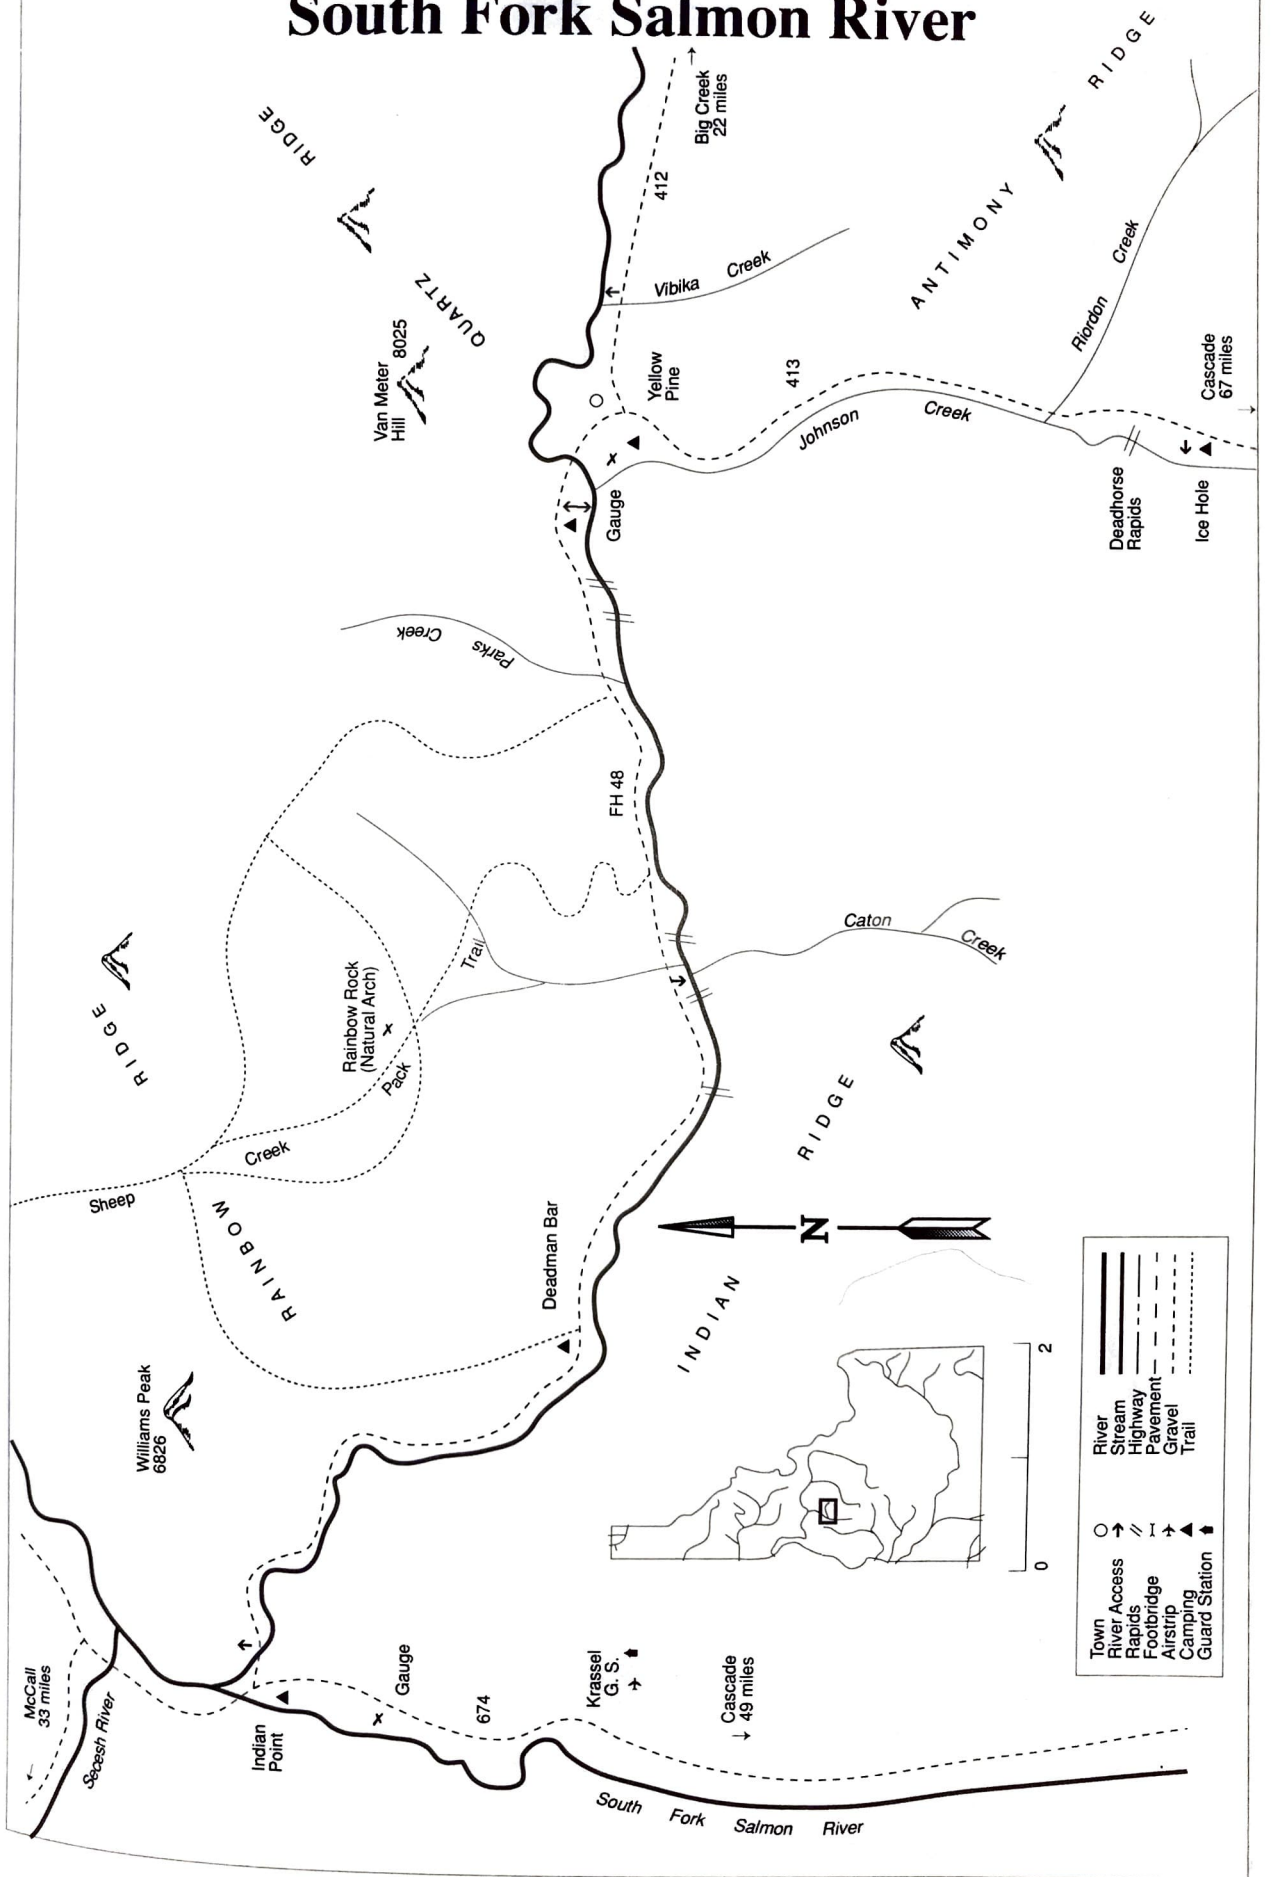 South Fork Salmon River
RIDGE
RIDGE
Big Creek
22 miles
412
ANTIMONY
QUARTZ
Vibika Creek
Riordon Creek
Van Meter
Hill 8025
Yellow
Pine
413
Cascade
67 miles
Johnson Creek
Gauge
Deadhorse
Rapids
Ice Hole
Parks Creek
FH 48
Caton Creek
RIDGE
Rainbow Rock
(Natural Arch)
Trail
Pack
Creek
Sheep
RAINBOW
RIDGE
INDIAN
Deadman Bar
N
Williams Peak
6826
McCall
33 miles
Secesh River
Indian
Point
Gauge
674
Krassel
G. S.
Cascade
49 miles
South Fork Salmon River
0
2
Town
River Access
Rapids
Footbridge
Airstrip
Camping
Guard Station
River
Stream
Highway
Pavement
Gravel
Trail